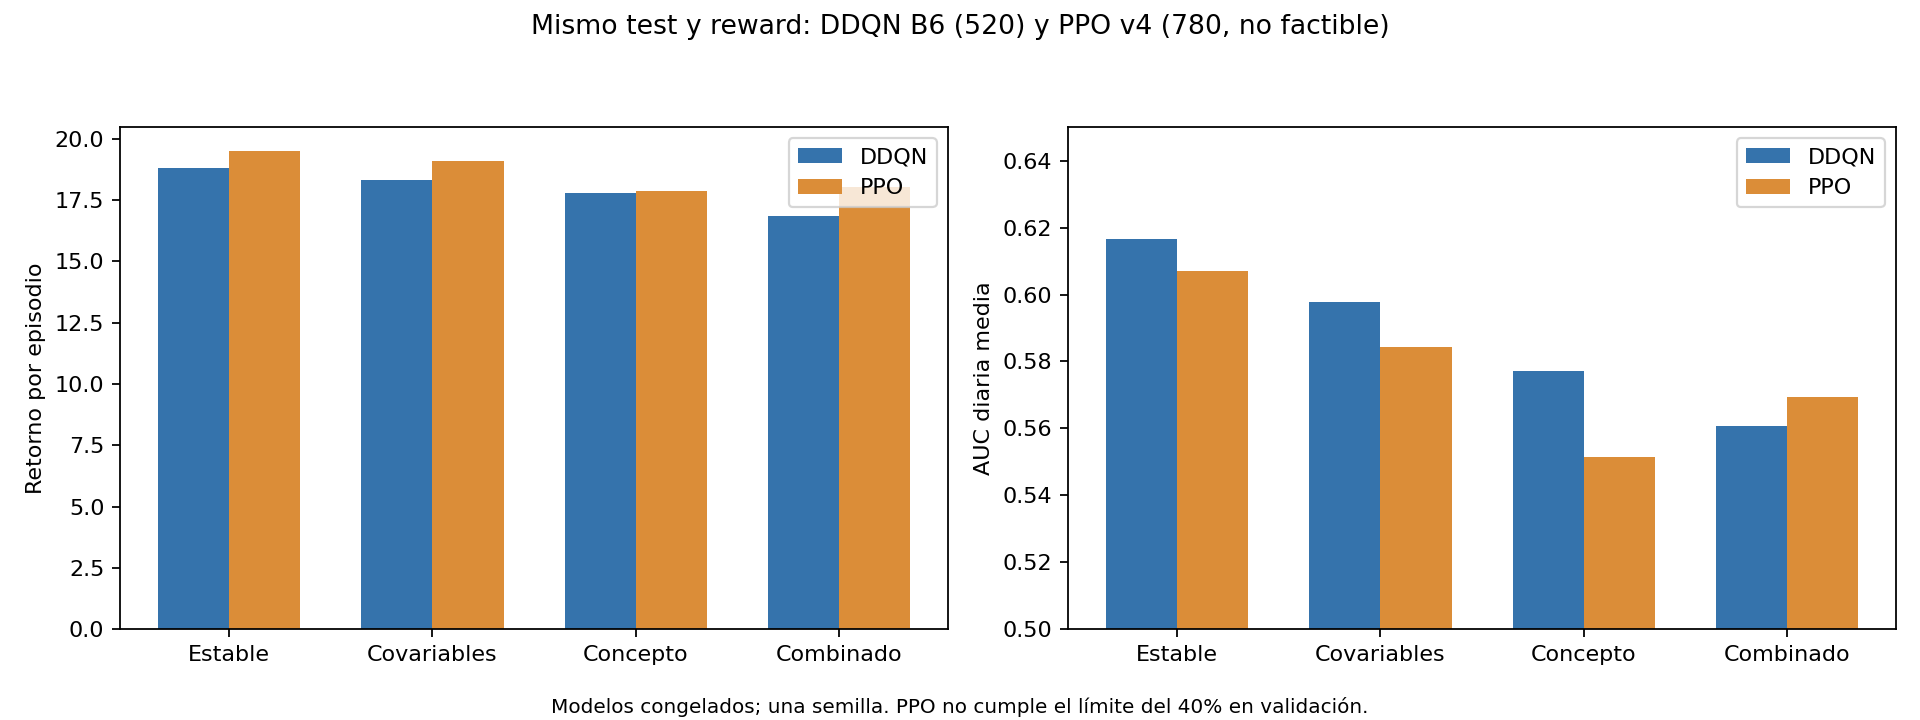 Mismo test y reward: DDQN B6 (520) y PPO v4 (780, no factible)
Retorno por episodio
20.0
17.5
15.0
12.5
10.0
7.5
5.0
2.5
0.0
DDQN
PPO
Estable Covariables Concepto Combinado
AUC diaria media
0.64
0.62
0.60
0.58
0.56
0.54
0.52
0.50
DDQN
PPO
Estable Covariables Concepto Combinado
Modelos congelados; una semilla. PPO no cumple el límite del 40% en validación.